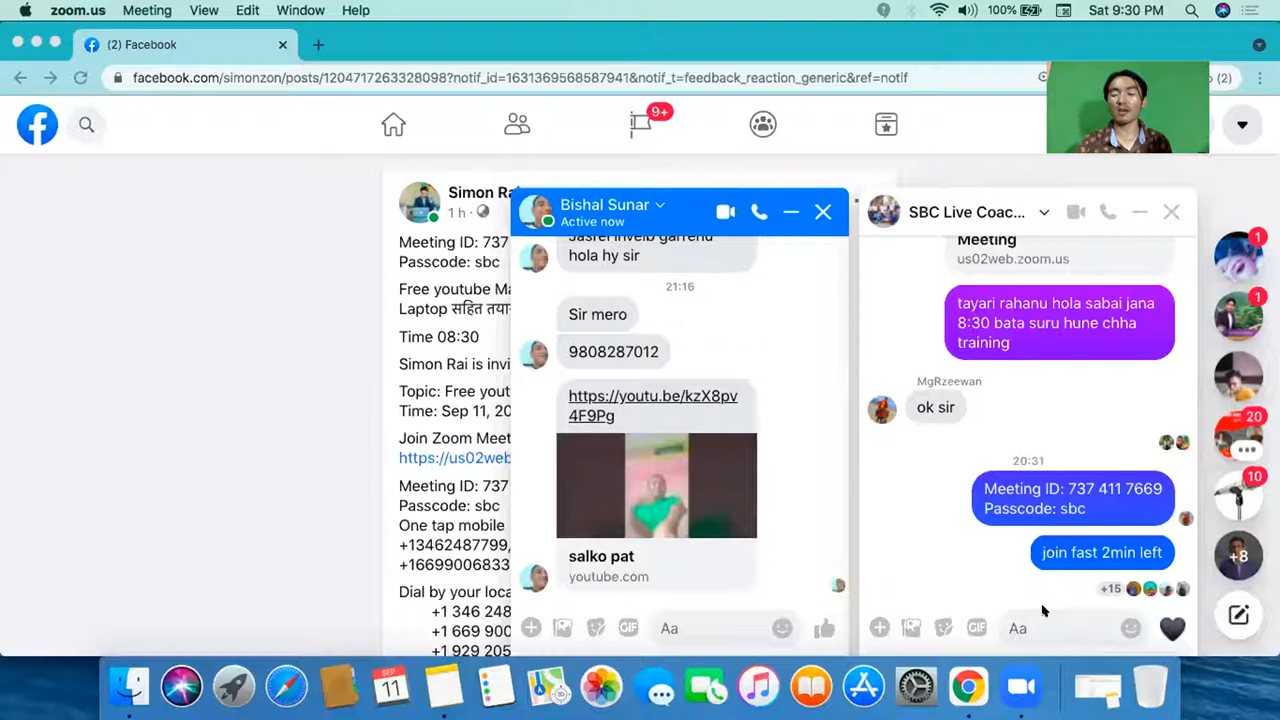 zoom.us Meeting View Edit Window Help
100% Sat 9:30 PM
(2) Facebook
facebook.com/simonzon/posts/1204717263328098?notif_id=1631369568587941&notif_t=feedback_reaction_generic&ref=notif
(2)
9+
Simon Ra
1 h
Meeting ID: 737
Passcode: sbc
Free youtube Ma
Laptop सहित तया
Time 08:30
Simon Rai is invi
Topic: Free yout
Time: Sep 11, 20
Join Zoom Meet
https://us02web
Meeting ID: 737
Passcode: sbc
One tap mobile
+13462487799,
+16699006833
Dial by your loca
+1 346 248
+1 669 900
+1 929 205
Bishal Sunar
Active now
hola hy sir
21:16
Sir mero
9808287012
https://youtu.be/kzX8pv
4F9Pg
salko pat
youtube.com
GIF
Aa
SBC Live Coac...
Meeting
us02web.zoom.us
tayari rahanu hola sabai jana
8:30 bata suru hune chha
training
MgRzeewan
ok sir
20:31
Meeting ID: 737 411 7669
Passcode: sbc
join fast 2min left
+15
GIF
Aa
1
1
20
10
+8
SEP
11